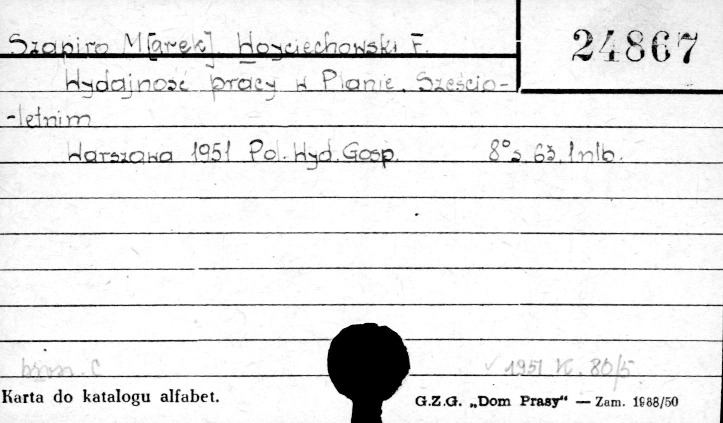 Szapiro M[arek]. Woyciechowski F.
24867
Wydajność pracy w Planie Sześcio-
-letnim
Warszawa 1951 Pol. Wyd. Gosp. 8° s. 63, 1 nlb.
1951 K. 80/5
Karta do katalogu alfabet.
G.Z.G. „Dom Prasy" — Zam. 1988/50